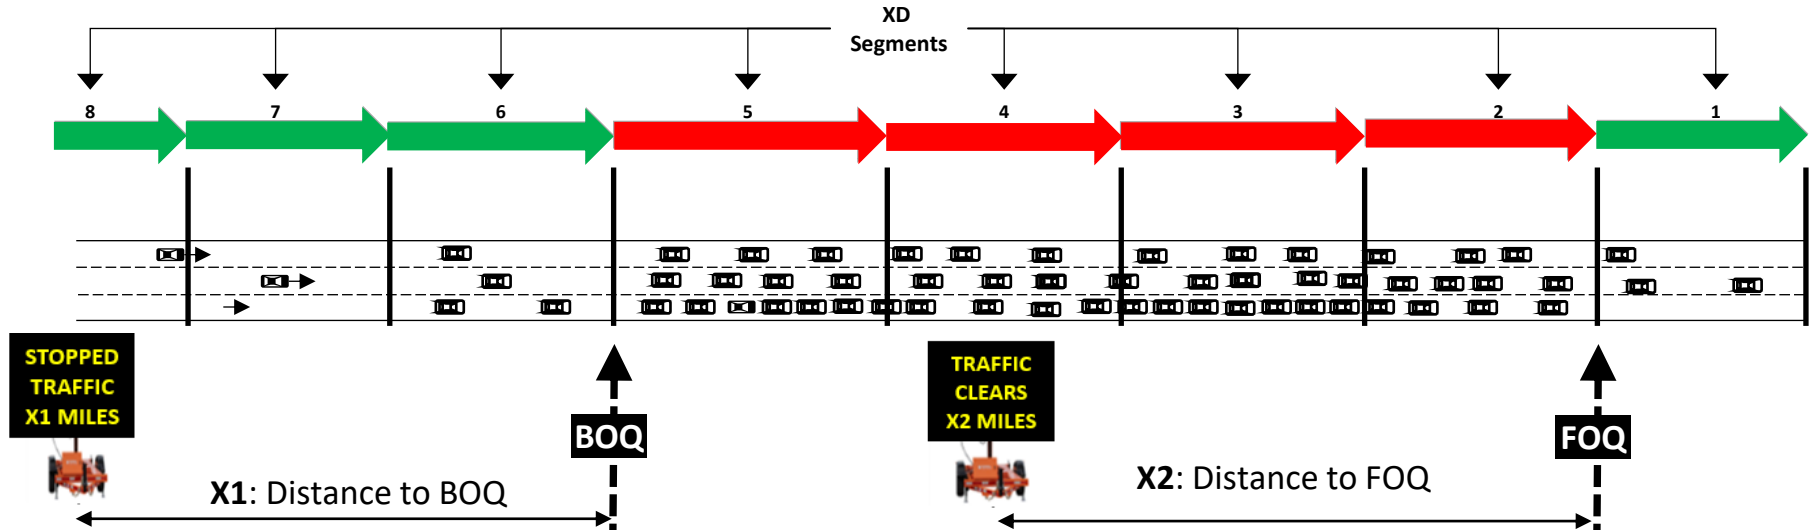 XD
Segments
8
7
6
5
4
3
2
1
STOPPED
TRAFFIC
X1 MILES
TRAFFIC
CLEARS
X2 MILES
BOQ
FOQ
X1: Distance to BOQ
X2: Distance to FOQ